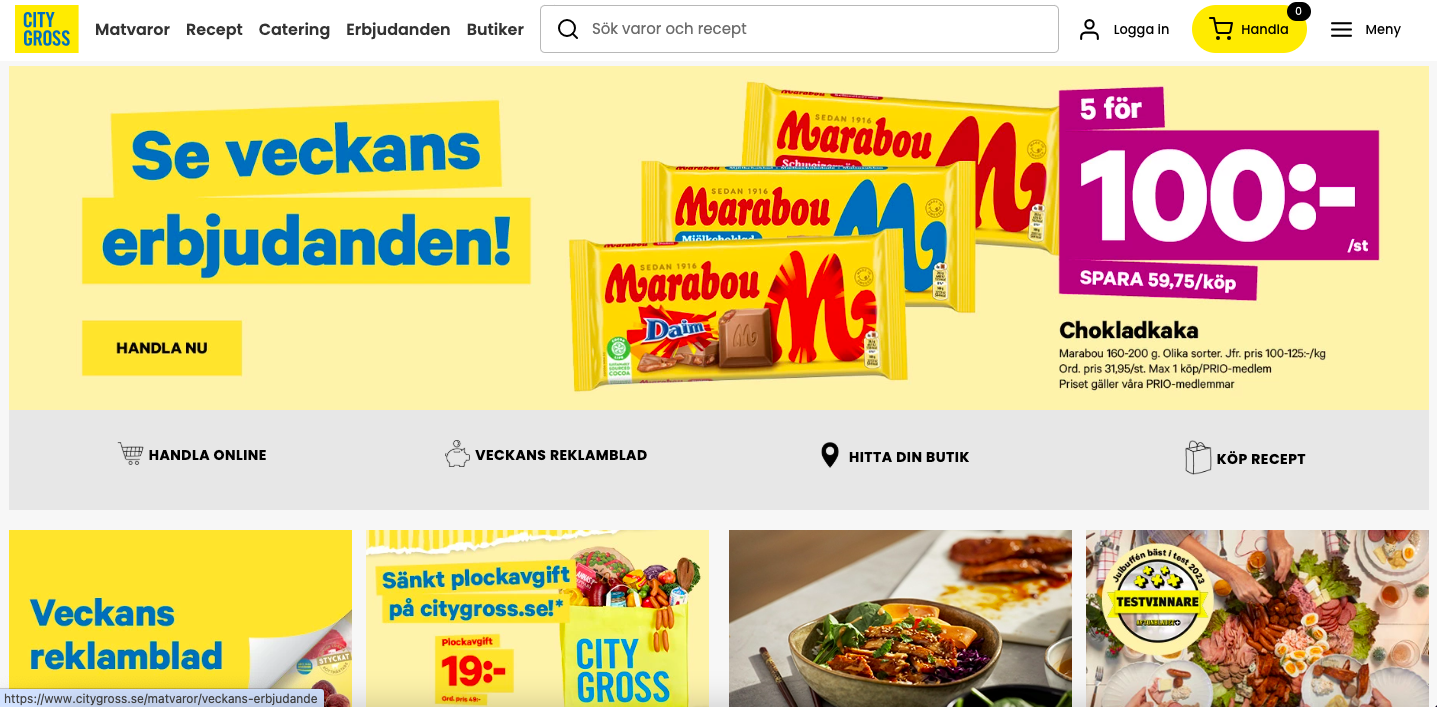 CITY
GROSS
Matvaror Recept Catering Erbjudanden Butiker
Sök varor och recept
Logga in
Handla
0
Meny
Se veckans
erbjudanden!
HANDLA NU
Marabou
SEDAN 1916
Marabou
Marabou
SEDAN 1916
Marabou
Mjölkchoklad
Marabou
SEDAN 1916
Marabou
Daim
5 för
100:-
/st
SPARA 59,75/köp
Chokladkaka
Marabou 160-200 g. Olika sorter. Jfr. pris 100-125:-/kg
Ord. pris 31,95/st. Max 1 köp/PRIO-medlem
Priset gäller våra PRIO-medlemmar
HANDLA ONLINE
VECKANS REKLAMBLAD
HITTA DIN BUTIK
KÖP RECEPT
Veckans
reklamblad
STYCKAT
Sänkt plockavgift
på citygross.se!*
Plockavgift
19:-
Ord. pris 49:-
CITY
GROSS
Julbuffén bäst i test 2023
TESTVINNARE
AFTONBLADET
https://www.citygross.se/matvaror/veckans-erbjudande